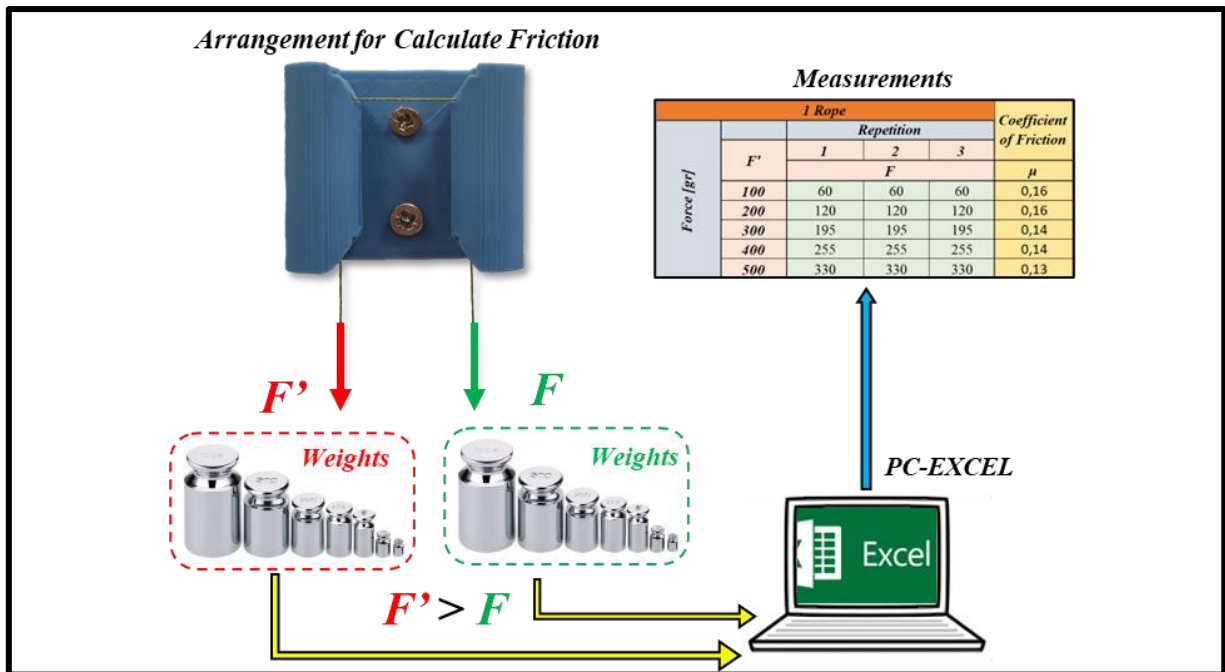 Arrangement for Calculate Friction
Measurements
1 Rope
Coefficient of Friction
Force [gr]
Repetition
F'
1 2 3
F
μ
100 60 60 60 0,16
200 120 120 120 0,16
300 195 195 195 0,14
400 255 255 255 0,14
500 330 330 330 0,13
F’
F
Weights
Weights
PC-EXCEL
Excel
F’ > F